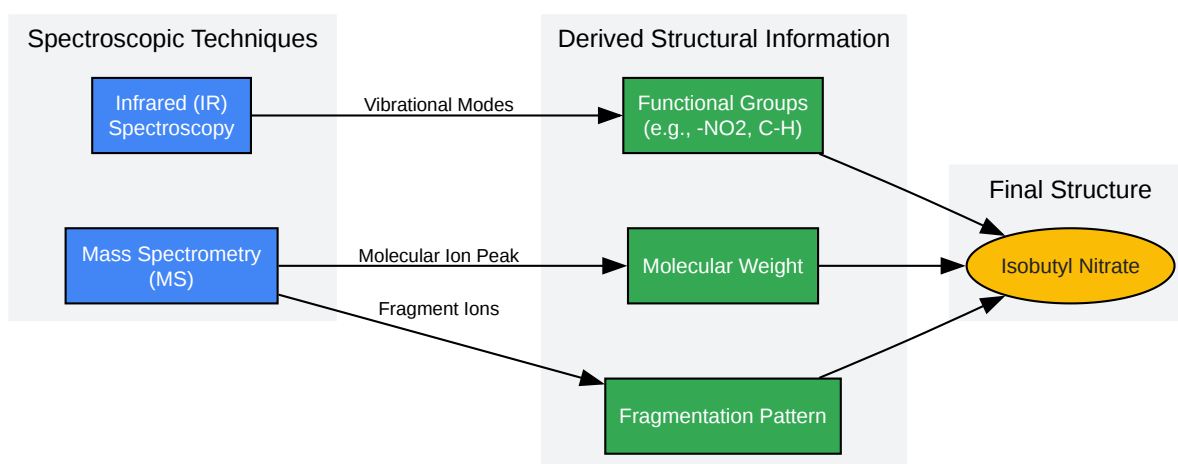 Spectroscopic Techniques
Derived Structural Information
Infrared (IR)
Spectroscopy
Vibrational Modes
Functional Groups
(e.g., -NO2, C-H)
Final Structure
Mass Spectrometry
(MS)
Molecular Ion Peak
Molecular Weight
Isobutyl Nitrate
Fragment Ions
Fragmentation Pattern